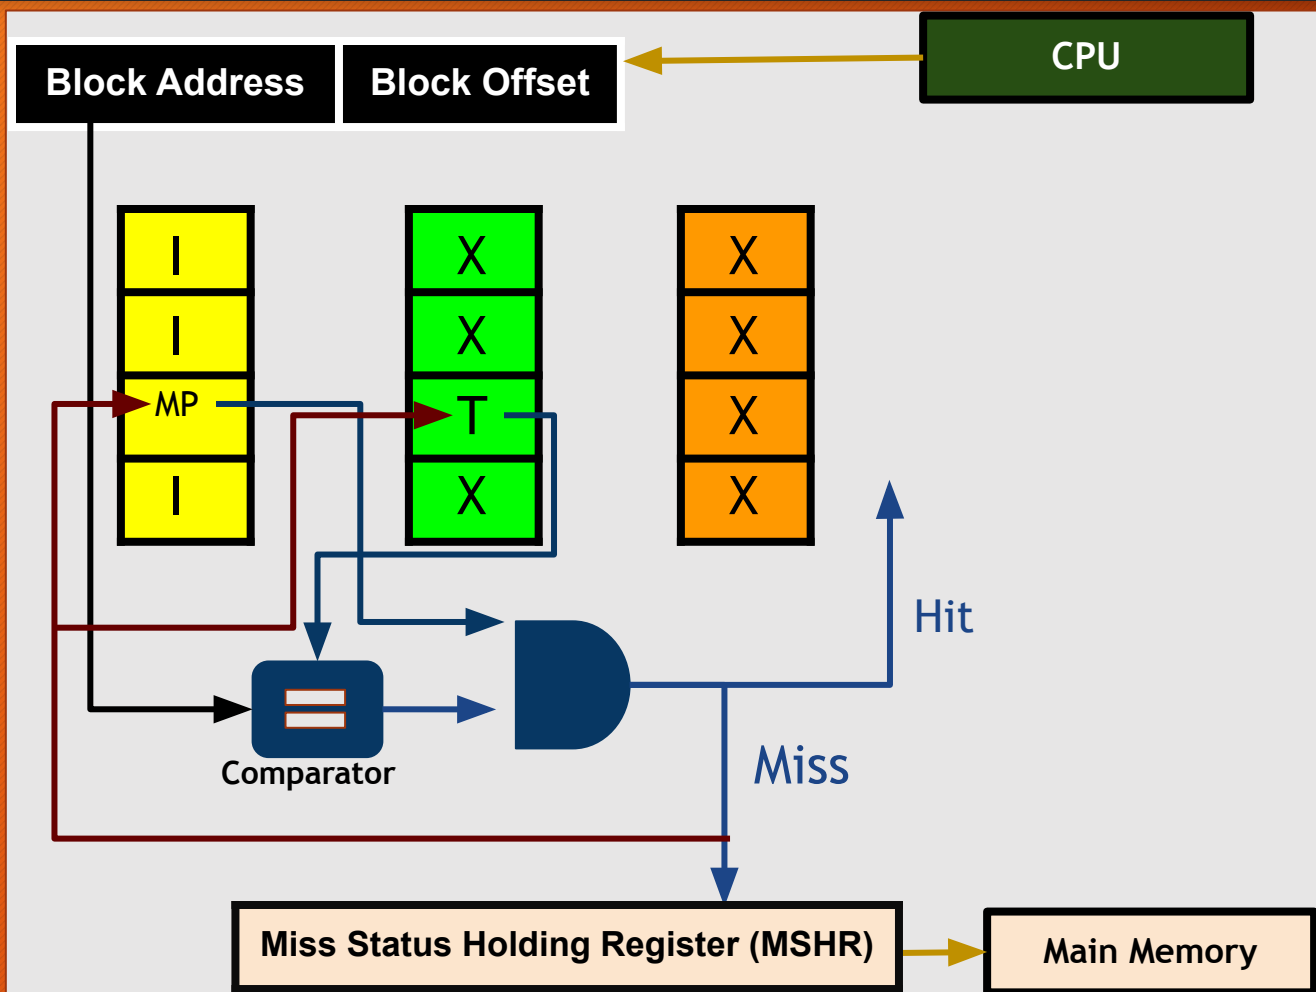 Block Address Block Offset
CPU
I X X
I X X
MP T X
I X X
Hit
Comparator
Miss
Miss Status Holding Register (MSHR)
Main Memory